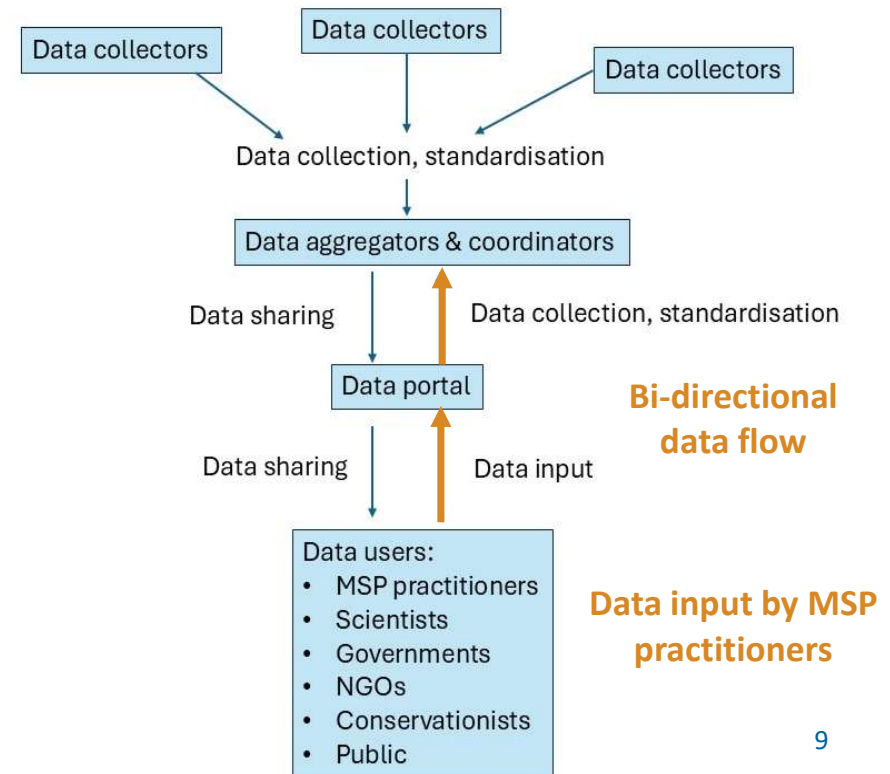 Data collectors
Data collectors
Data collectors
Data collection, standardisation
Data aggregators & coordinators
Data sharing
Data collection, standardisation
Data portal
Bi-directional
data flow
Data sharing
Data input
Data users:
• MSP practitioners
• Scientists
• Governments
• NGOs
• Conservationists
• Public
Data input by MSP
practitioners
9